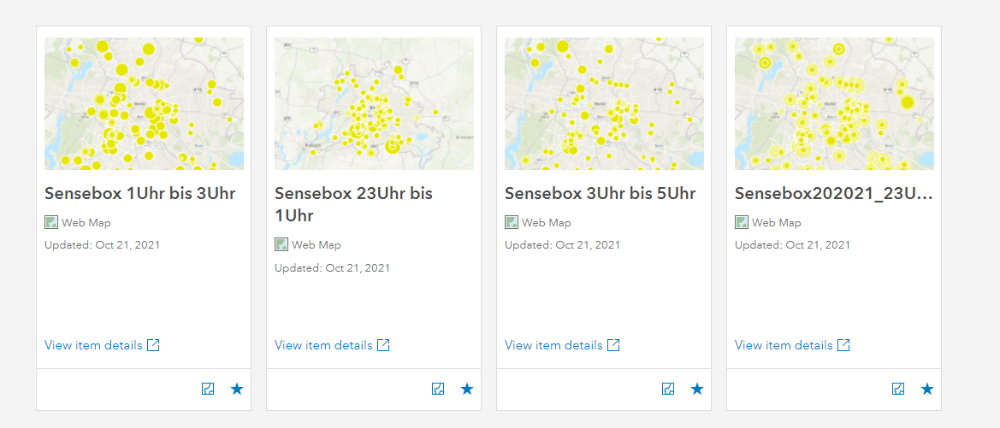 Sensebox 1Uhr bis 3Uhr
Web Map
Updated: Oct 21, 2021
View item details
Sensebox 23Uhr bis
1Uhr
Web Map
Updated: Oct 21, 2021
View item details
Sensebox 3Uhr bis 5Uhr
Web Map
Updated: Oct 21, 2021
View item details
Sensebox202021_23U...
Web Map
Updated: Oct 21, 2021
View item details